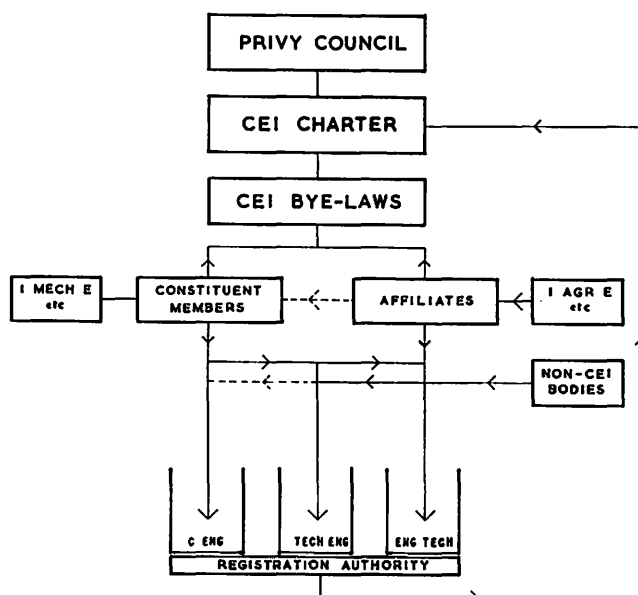 PRIVY COUNCIL
CEI CHARTER
CEI BYE-LAWS
I MECH E
etc
CONSTITUENT
MEMBERS
AFFILIATES
I AGR E
etc
NON-CEI
BODIES
C ENG
TECH ENG
ENG TECH
REGISTRATION AUTHORITY